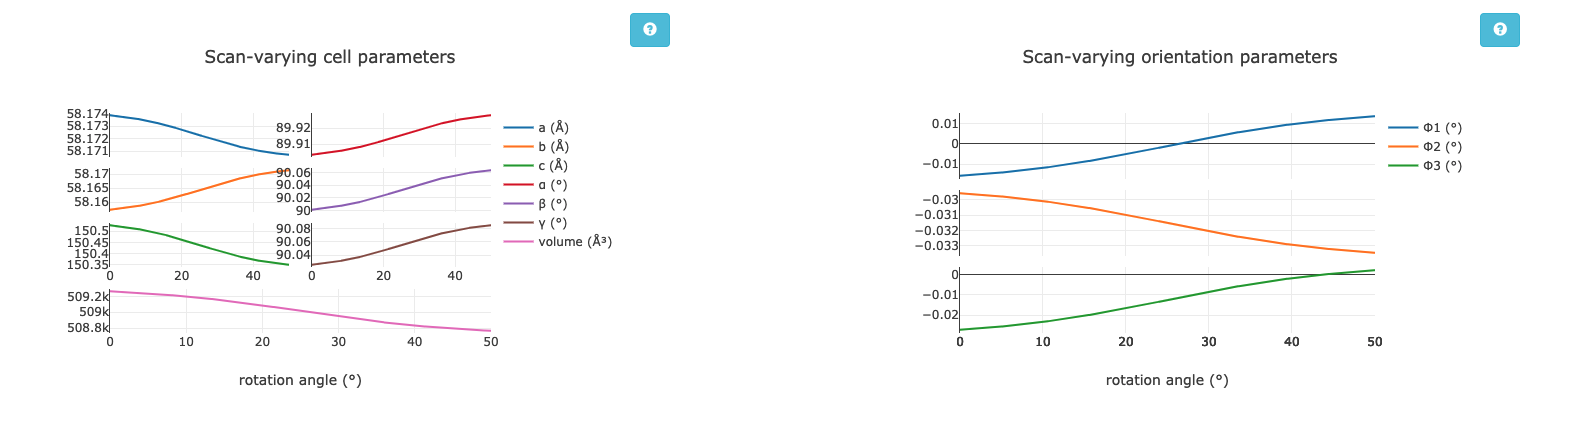 Scan-varying cell parameters
58.174
58.173
58.172
58.171
89.92
89.91
58.17
58.165
58.16
90.06
90.04
90.02
90
150.5
150.45
150.4
150.35
90.08
90.06
90.04
0 20 40
0 20 40
509.2k
509k
508.8k
0 10 20 30 40 50
rotation angle (°)
a (Å)
b (Å)
c (Å)
α (°)
β (°)
γ (°)
volume (Å³)
Scan-varying orientation parameters
0.01
0
−0.01
−0.03
−0.031
−0.032
−0.033
0
−0.01
−0.02
0 10 20 30 40 50
rotation angle (°)
Φ1 (°)
Φ2 (°)
Φ3 (°)